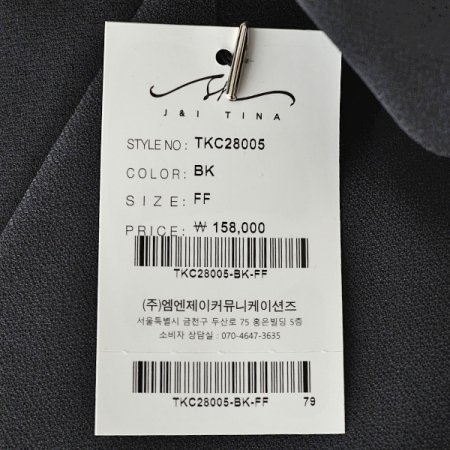 J&I TINA
STYLE NO : TKC28005
COLOR: BK
SIZE: FF
PRICE: ₩ 158,000
TKC28005-BK-FF
(주)엠엔제이커뮤니케이션즈
서울특별시 금천구 두산로 75 홍은빌딩 5층
소비자 상담실 : 070-4647-3635
TKC28005-BK-FF 79